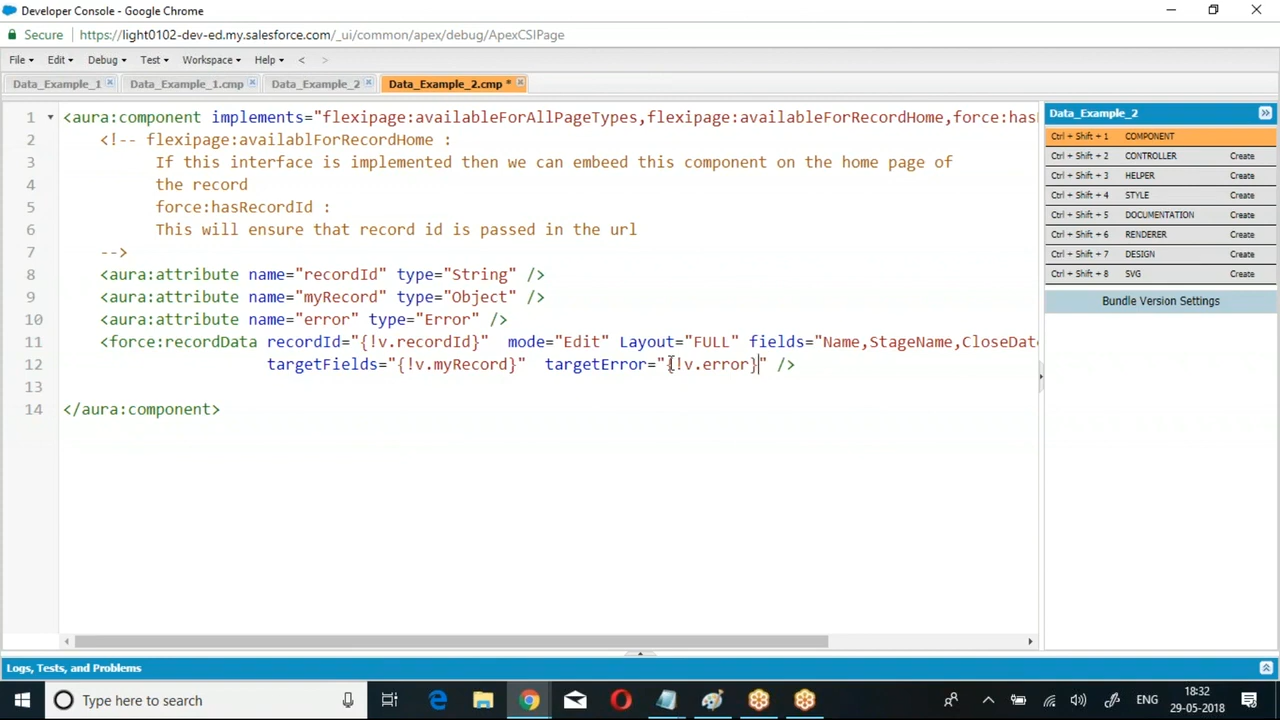 Developer Console - Google Chrome
Secure https://light0102-dev-ed.my.salesforce.com/_ui/common/apex/debug/ApexCSIPage
File Edit Debug Test Workspace Help < >
Data_Example_1 Data_Example_1.cmp Data_Example_2 Data_Example_2.cmp *
1 <aura:component implements="flexipage:availableForAllPageTypes,flexipage:availableForRecordHome,force:has
2 <!-- flexipage:availablForRecordHome :
3 If this interface is implemented then we can embeed this component on the home page of
4 the record
5 force:hasRecordId :
6 This will ensure that record id is passed in the url
7 -->
8 <aura:attribute name="recordId" type="String" />
9 <aura:attribute name="myRecord" type="Object" />
10 <aura:attribute name="error" type="Error" />
11 <force:recordData recordId="{!v.recordId}" mode="Edit" Layout="FULL" fields="Name,StageName,CloseDate
12 targetFields="{!v.myRecord}" targetError="{!v.error}" />
13
14 </aura:component>
Data_Example_2
Ctrl + Shift + 1 COMPONENT
Ctrl + Shift + 2 CONTROLLER Create
Ctrl + Shift + 3 HELPER Create
Ctrl + Shift + 4 STYLE Create
Ctrl + Shift + 5 DOCUMENTATION Create
Ctrl + Shift + 6 RENDERER Create
Ctrl + Shift + 7 DESIGN Create
Ctrl + Shift + 8 SVG Create
Bundle Version Settings
Logs, Tests, and Problems
Type here to search
ENG
18:32
29-05-2018